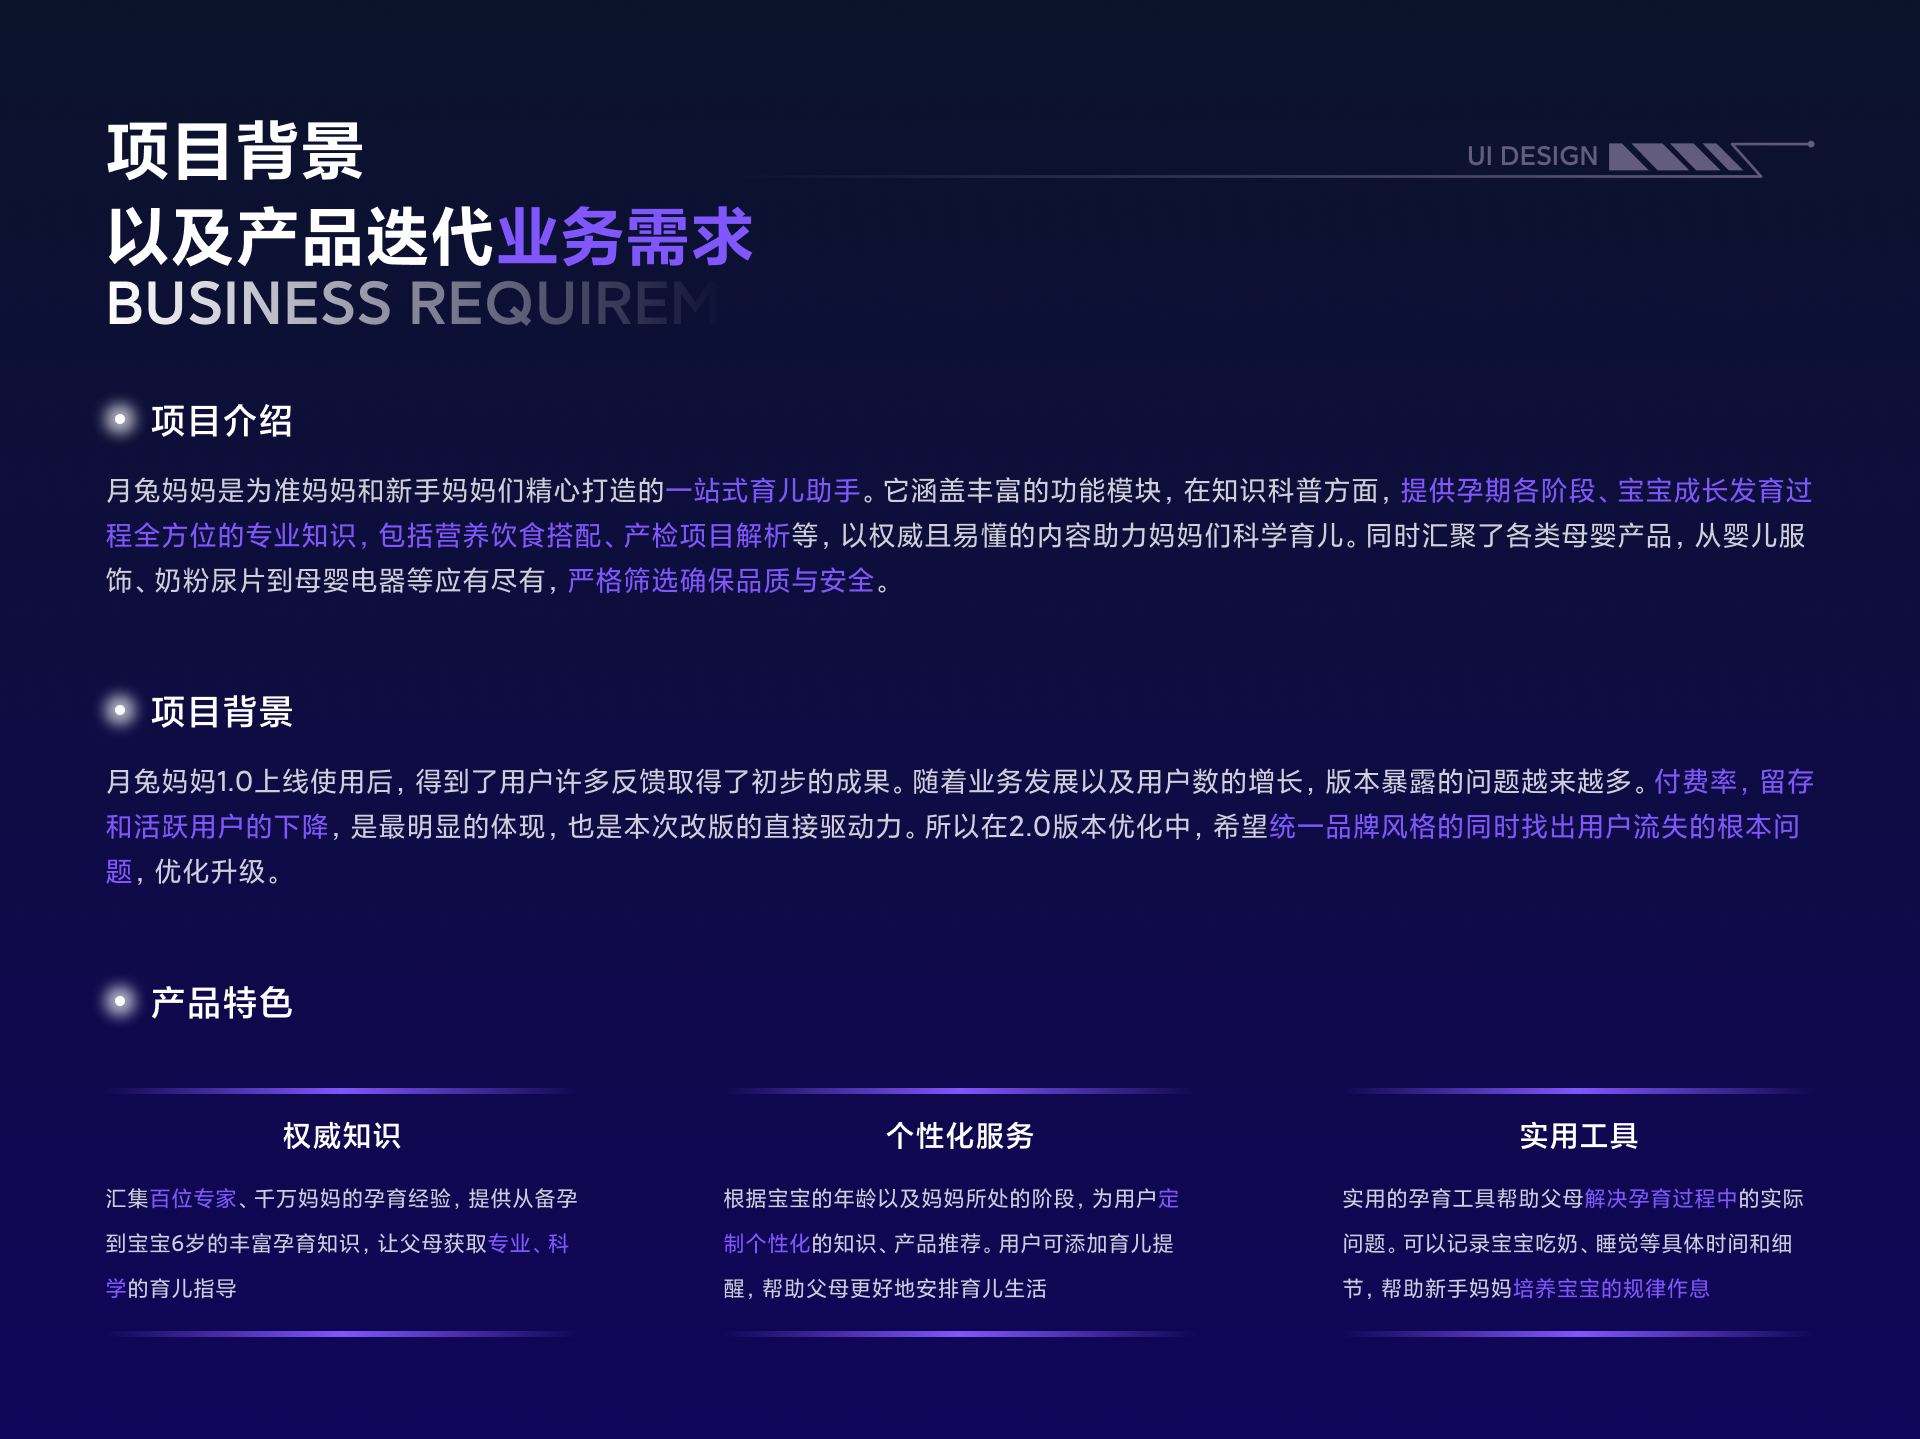 项目背景
UI DESIGN
以及产品迭代业务需求
BUSINESS REQUIREM
项目介绍
月兔妈妈是为准妈妈和新手妈妈们精心打造的一站式育儿助手。它涵盖丰富的功能模块，在知识科普方面，提供孕期各阶段、宝宝成长发育过
程全方位的专业知识，包括营养饮食搭配、产检项目解析等，以权威且易懂的内容助力妈妈们科学育儿。同时汇聚了各类母婴产品，从婴儿服
饰、奶粉尿片到母婴电器等应有尽有，严格筛选确保品质与安全。
项目背景
月兔妈妈1.0上线使用后，得到了用户许多反馈取得了初步的成果。随着业务发展以及用户数的增长，版本暴露的问题越来越多。付费率，留存
和活跃用户的下降，是最明显的体现，也是本次改版的直接驱动力。所以在2.0版本优化中，希望统一品牌风格的同时找出用户流失的根本问
题，优化升级。
产品特色
权威知识
汇集百位专家、千万妈妈的孕育经验，提供从备孕
到宝宝6岁的丰富孕育知识，让父母获取专业、科
学的育儿指导
个性化服务
根据宝宝的年龄以及妈妈所处的阶段，为用户定
制个性化的知识、产品推荐。用户可添加育儿提
醒，帮助父母更好地安排育儿生活
实用工具
实用的孕育工具帮助父母解决孕育过程中的实际
问题。可以记录宝宝吃奶、睡觉等具体时间和细
节，帮助新手妈妈培养宝宝的规律作息